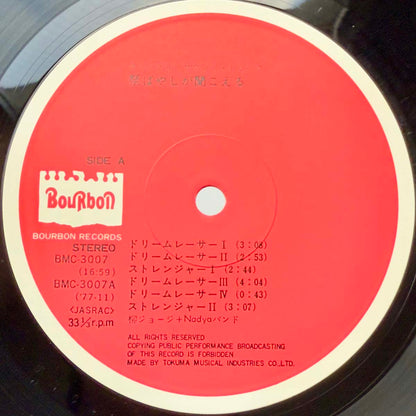 祭ばやしが聞こえる
SIDE A
BouRboN
BOURBON RECORDS
STEREO
BMC-3007
(16:59)
BMC-3007A
('77-11)
〈JASRAC〉
33⅓r.p.m
ドリームレーサーⅠ (3:08)
ドリームレーサーⅡ (2:53)
ストレンジャーⅠ (2:44)
ドリームレーサーⅢ (4:04)
ドリームレーサーⅣ (0:43)
ストレンジャーⅡ (3:07)
柳ジョージ+Nadyaバンド
ALL RIGHTS RESERVED
COPYING PUBLIC PERFORMANCE BROADCASTING
OF THIS RECORD IS FORBIDDEN
MADE BY TOKUMA MUSICAL INDUSTRIES CO.,LTD.